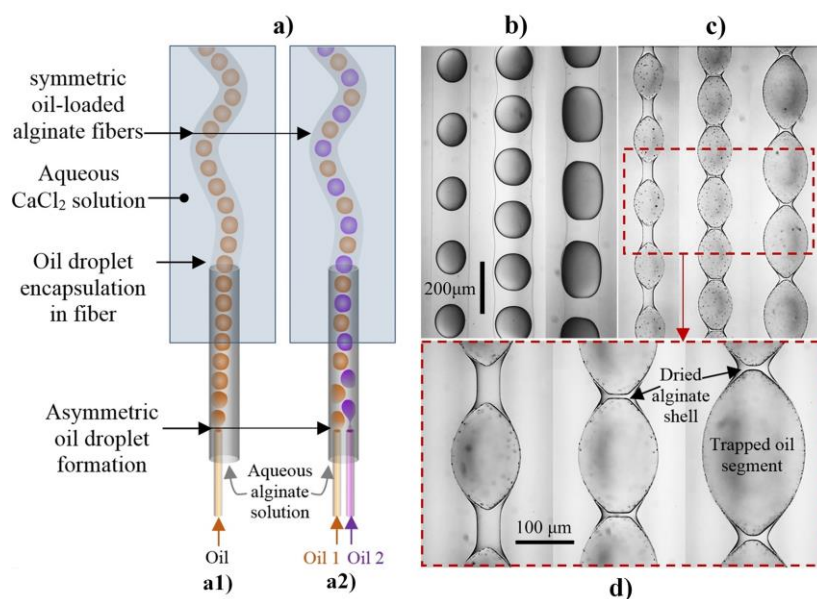 a)
symmetric
oil-loaded
alginate fibers
Aqueous
CaCl₂ solution
Oil droplet
encapsulation
in fiber
Asymmetric
oil droplet
formation
Aqueous
alginate
solution
Oil
Oil 1
Oil 2
a1)
a2)
b)
200μm
c)
Dried
alginate
shell
Trapped oil
segment
100 μm
d)